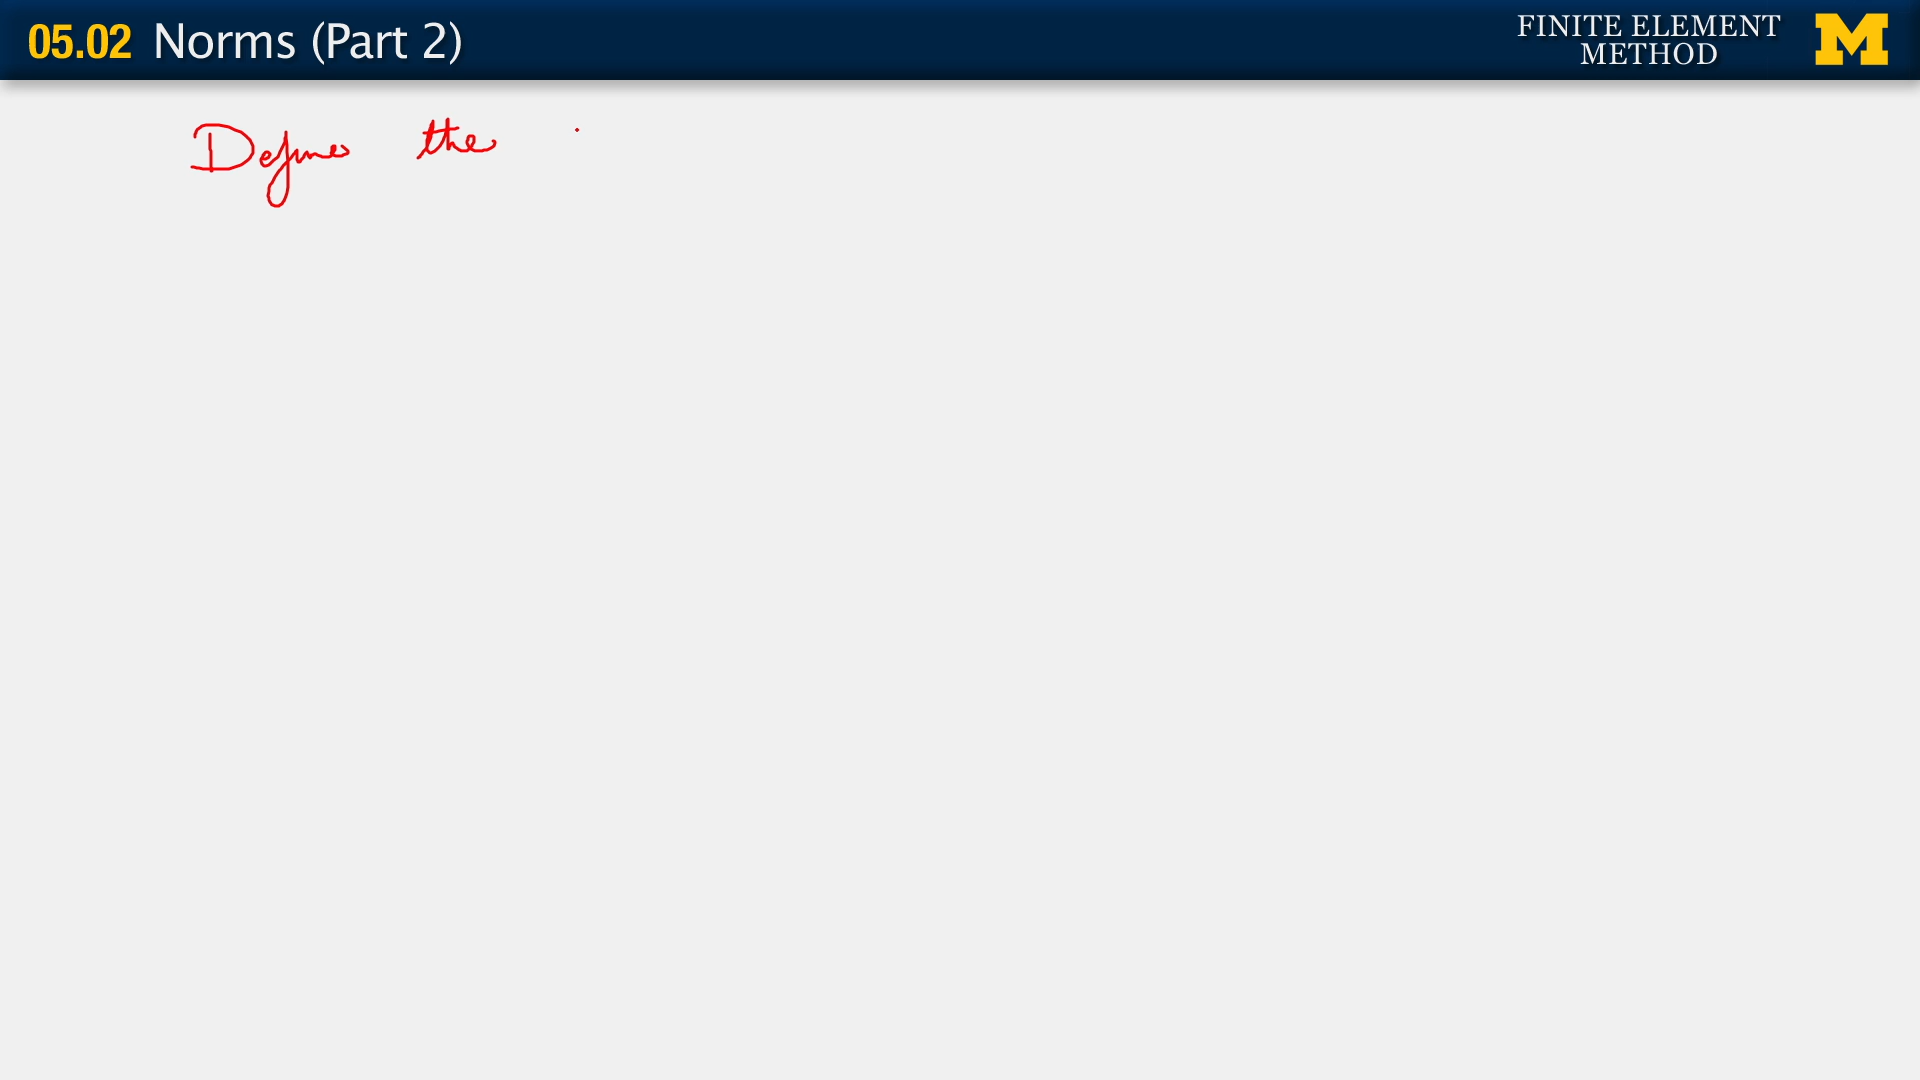 05.02 Norms (Part 2)
FINITE ELEMENT
METHOD
M
Define the